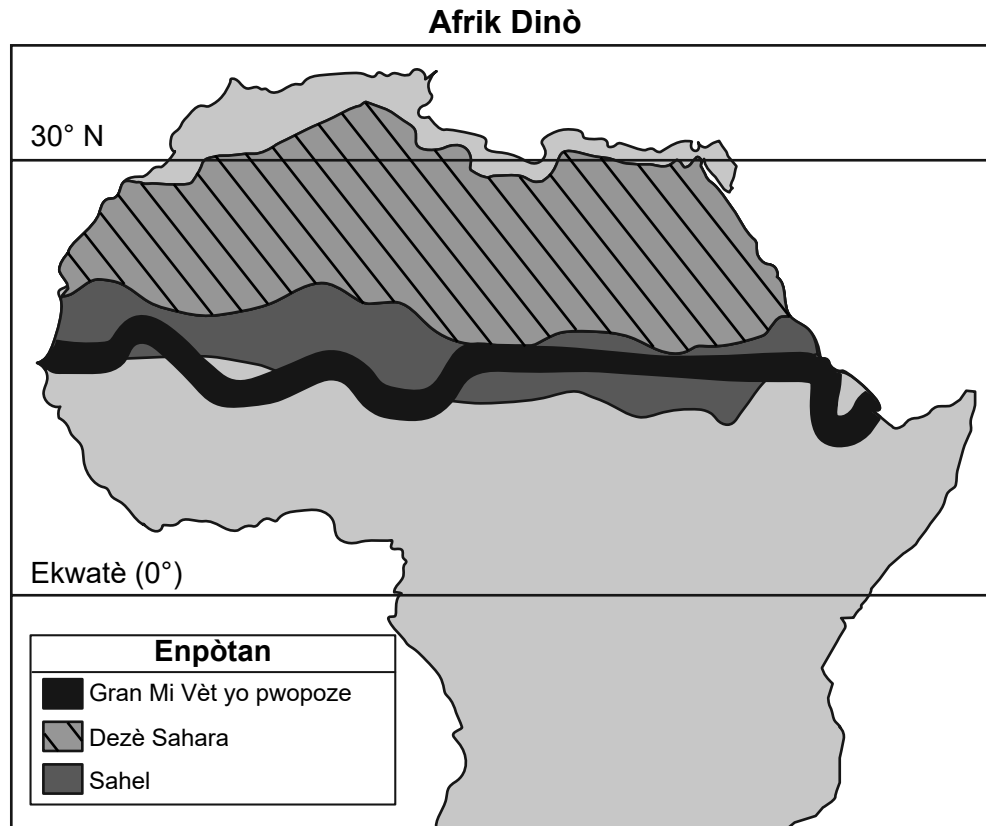 Afrik Dinò
30° N
Ekwatè (0°)
Enpòtan
Gran Mi Vèt yo pwopoze
Dezè Sahara
Sahel